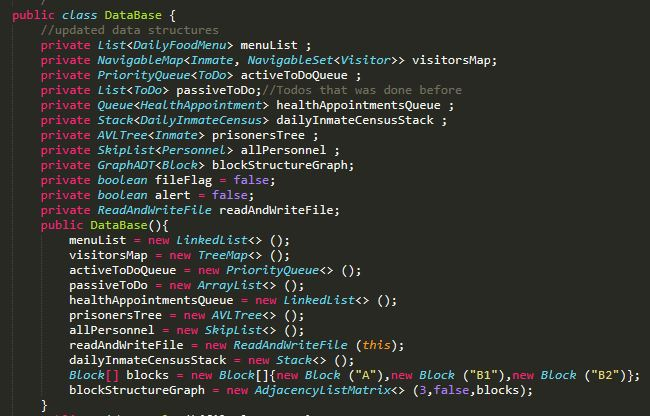 public class DataBase {
//updated data structures
private List<DailyFoodMenu> menuList ;
private NavigableMap<Inmate, NavigableSet<Visitor>> visitorsMap;
private PriorityQueue<ToDo> activeToDoQueue ;
private List<ToDo> passiveToDo;//Todos that was done before
private Queue<HealthAppointment> healthAppointmentsQueue ;
private Stack<DailyInmateCensus> dailyInmateCensusStack ;
private AVLTree<Inmate> prisonersTree ;
private SkipList<Personnel> allPersonnel ;
private GraphADT<Block> blockStructureGraph;
private boolean fileFlag = false;
private boolean alert = false;
private ReadAndWriteFile readAndWriteFile;
public DataBase(){
menuList = new LinkedList<> ();
visitorsMap = new TreeMap<> ();
activeToDoQueue = new PriorityQueue<> ();
passiveToDo = new ArrayList<> ();
healthAppointmentsQueue = new LinkedList<> ();
prisonersTree = new AVLTree<> ();
allPersonnel = new SkipList<> ();
readAndWriteFile = new ReadAndWriteFile (this);
dailyInmateCensusStack = new Stack<> ();
Block[] blocks = new Block[]{new Block ("A"),new Block ("B1"),new Block ("B2")};
blockStructureGraph = new AdjacencyListMatrix<> (3,false,blocks);
}